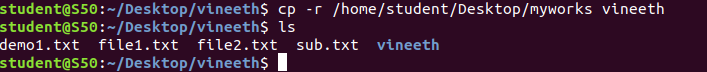 student@S50:~/Desktop/vineeth$ cp -r /home/student/Desktop/myworks vineeth
student@S50:~/Desktop/vineeth$ ls
demo1.txt  file1.txt  file2.txt  sub.txt  vineeth
student@S50:~/Desktop/vineeth$